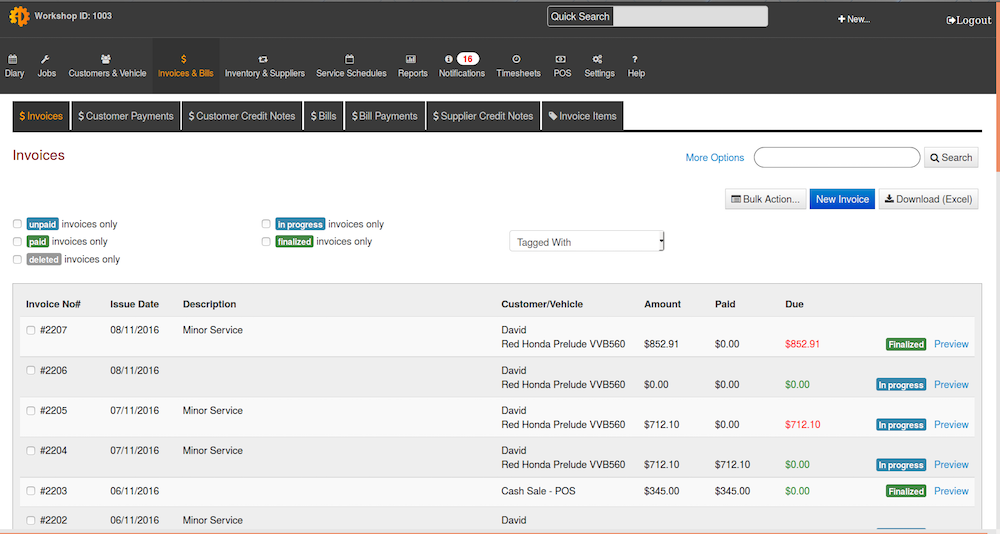 Workshop ID: 1003
Quick Search
New...
Logout
Diary
Jobs
Customers & Vehicle
$
Invoices & Bills
Inventory & Suppliers
Service Schedules
Reports
16
Notifications
Timesheets
POS
Settings
?
Help
$ Invoices
$ Customer Payments
$ Customer Credit Notes
$ Bills
$ Bill Payments
$ Supplier Credit Notes
Invoice Items
Invoices
More Options
Search
Bulk Action...
New Invoice
Download (Excel)
unpaid invoices only
in progress invoices only
paid invoices only
finalized invoices only
Tagged With
deleted invoices only
Invoice No# Issue Date Description Customer/Vehicle Amount Paid Due
#2207 08/11/2016 Minor Service David
Red Honda Prelude VVB560 $852.91 $0.00 $852.91 Finalized Preview
#2206 08/11/2016 David
Red Honda Prelude VVB560 $0.00 $0.00 $0.00 In progress Preview
#2205 07/11/2016 Minor Service David
Red Honda Prelude VVB560 $712.10 $0.00 $712.10 In progress Preview
#2204 07/11/2016 Minor Service David
Red Honda Prelude VVB560 $712.10 $712.10 $0.00 In progress Preview
#2203 06/11/2016 Cash Sale - POS $345.00 $345.00 $0.00 Finalized Preview
#2202 06/11/2016 Minor Service David